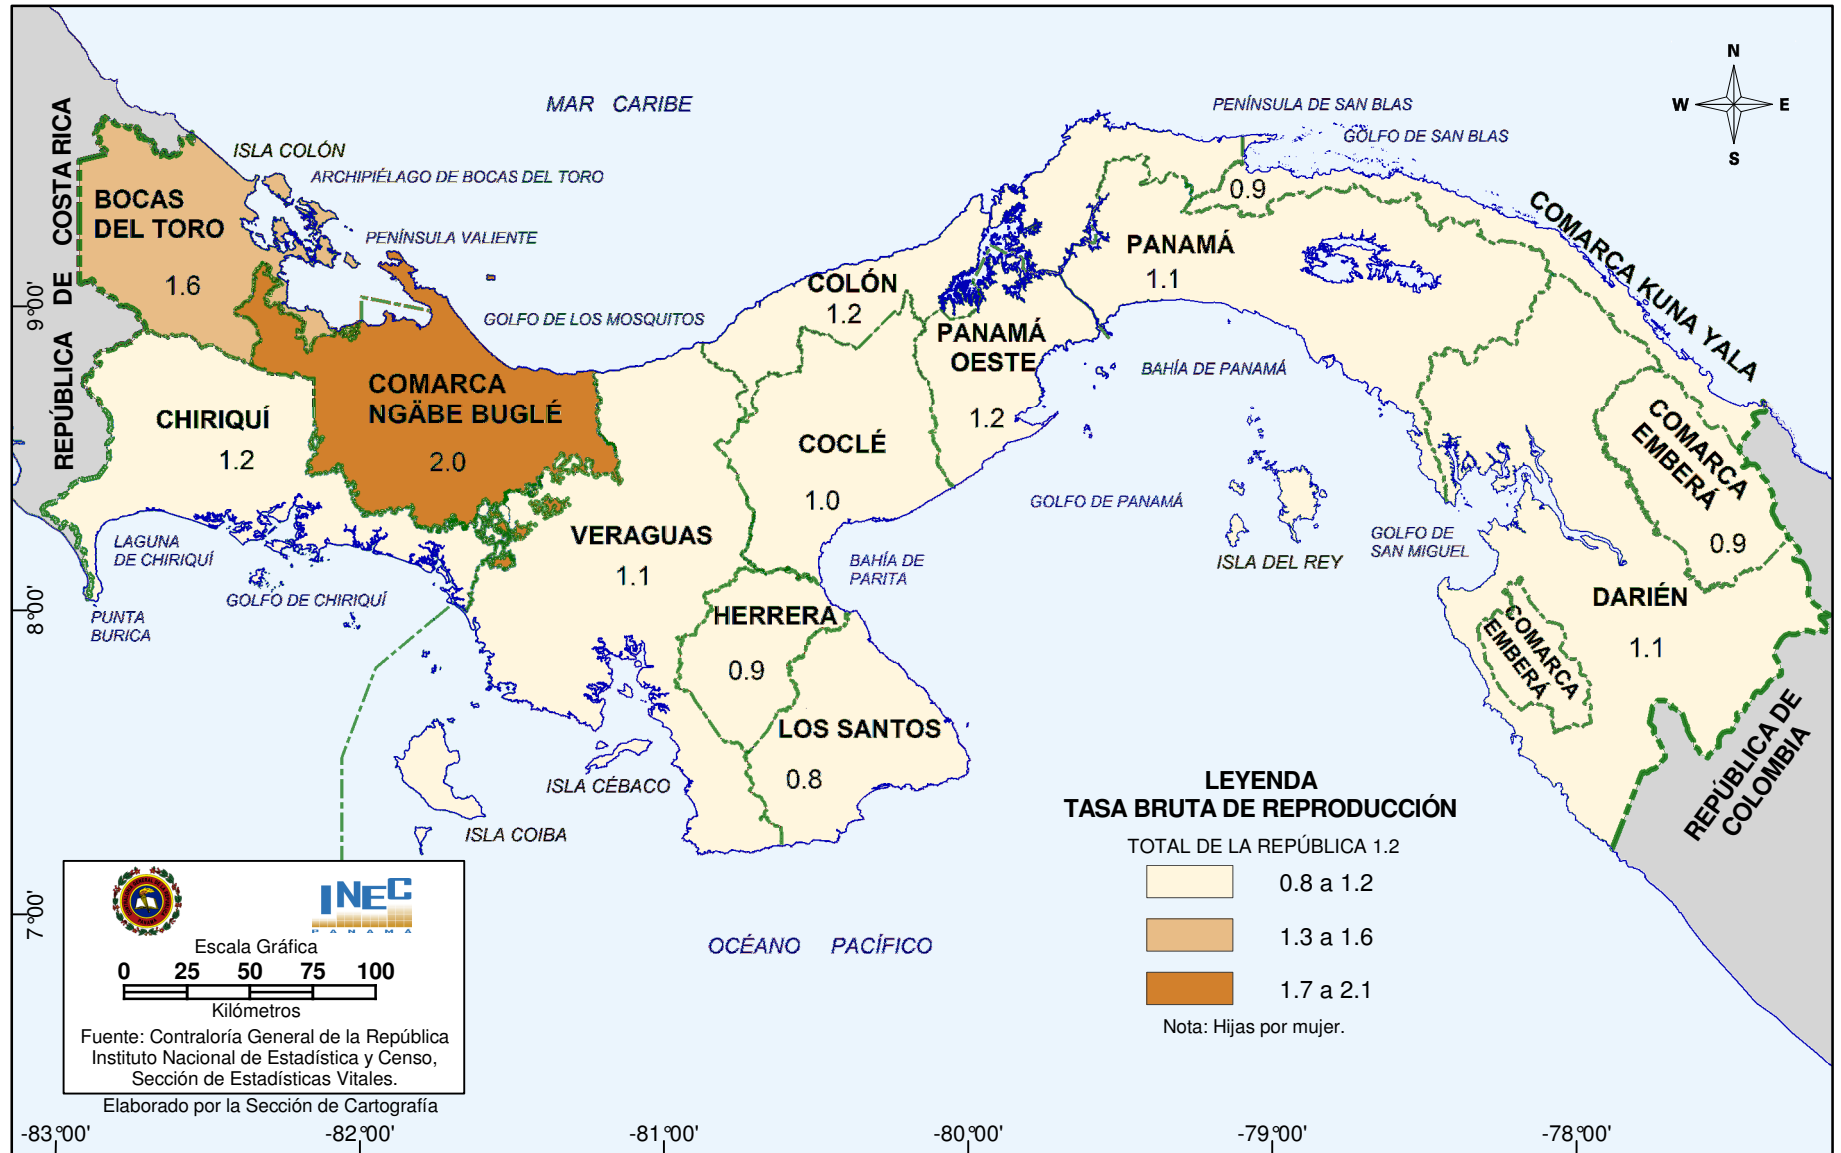 MAR CARIBE
PENÍNSULA DE SAN BLAS
GOLFO DE SAN BLAS
N
W
E
S
REPÚBLICA DE COSTA RICA
ISLA COLÓN
ARCHIPIÉLAGO DE BOCAS DEL TORO
BOCAS
DEL TORO
1.6
PENÍNSULA VALIENTE
GOLFO DE LOS MOSQUITOS
0.9
COMARCA KUNA YALA
PANAMÁ
1.1
COLÓN
1.2
PANAMÁ
OESTE
1.2
BAHÍA DE PANAMÁ
COMARCA
NGÄBE BUGLÉ
2.0
CHIRIQUÍ
1.2
COCLÉ
1.0
COMARCA
EMBERÁ
0.9
GOLFO DE PANAMÁ
GOLFO DE
SAN MIGUEL
ISLA DEL REY
VERAGUAS
1.1
LAGUNA
DE CHIRIQUÍ
GOLFO DE CHIRIQUÍ
PUNTA
BURICA
BAHÍA DE
PARITA
HERRERA
0.9
DARIÉN
1.1
COMARCA
EMBERÁ
LOS SANTOS
0.8
ISLA CÉBACO
ISLA COIBA
REPÚBLICA DE
COLOMBIA
LEYENDA
TASA BRUTA DE REPRODUCCIÓN
TOTAL DE LA REPÚBLICA 1.2
0.8 a 1.2
1.3 a 1.6
1.7 a 2.1
Nota: Hijas por mujer.
OCÉANO PACÍFICO
INEC
PANAMÁ
Escala Gráfica
0 25 50 75 100
Kilómetros
Fuente: Contraloría General de la República
Instituto Nacional de Estadística y Censo,
Sección de Estadísticas Vitales.
Elaborado por la Sección de Cartografía
9°00'
8°00'
7°00'
-83°00' -82°00' -81°00' -80°00' -79°00' -78°00'